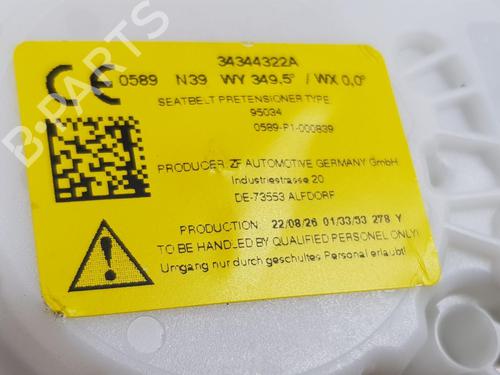 34344322A
CE 0589 N39 WY 349,5° / WX 0,0°
SEATBELT PRETENSIONER TYPE:
95034
0589-P1-000839
PRODUCER: ZF AUTOMOTIVE GERMANY GmbH
Industriestrasse 20
DE-73553 ALFDORF
PRODUCTION: 22/08/26 01/33/53 278 Y
TO BE HANDLED BY QUALIFIED PERSONEL ONLY!
Umgang nur durch geschultes Personal erlaubt!
B-PARTS